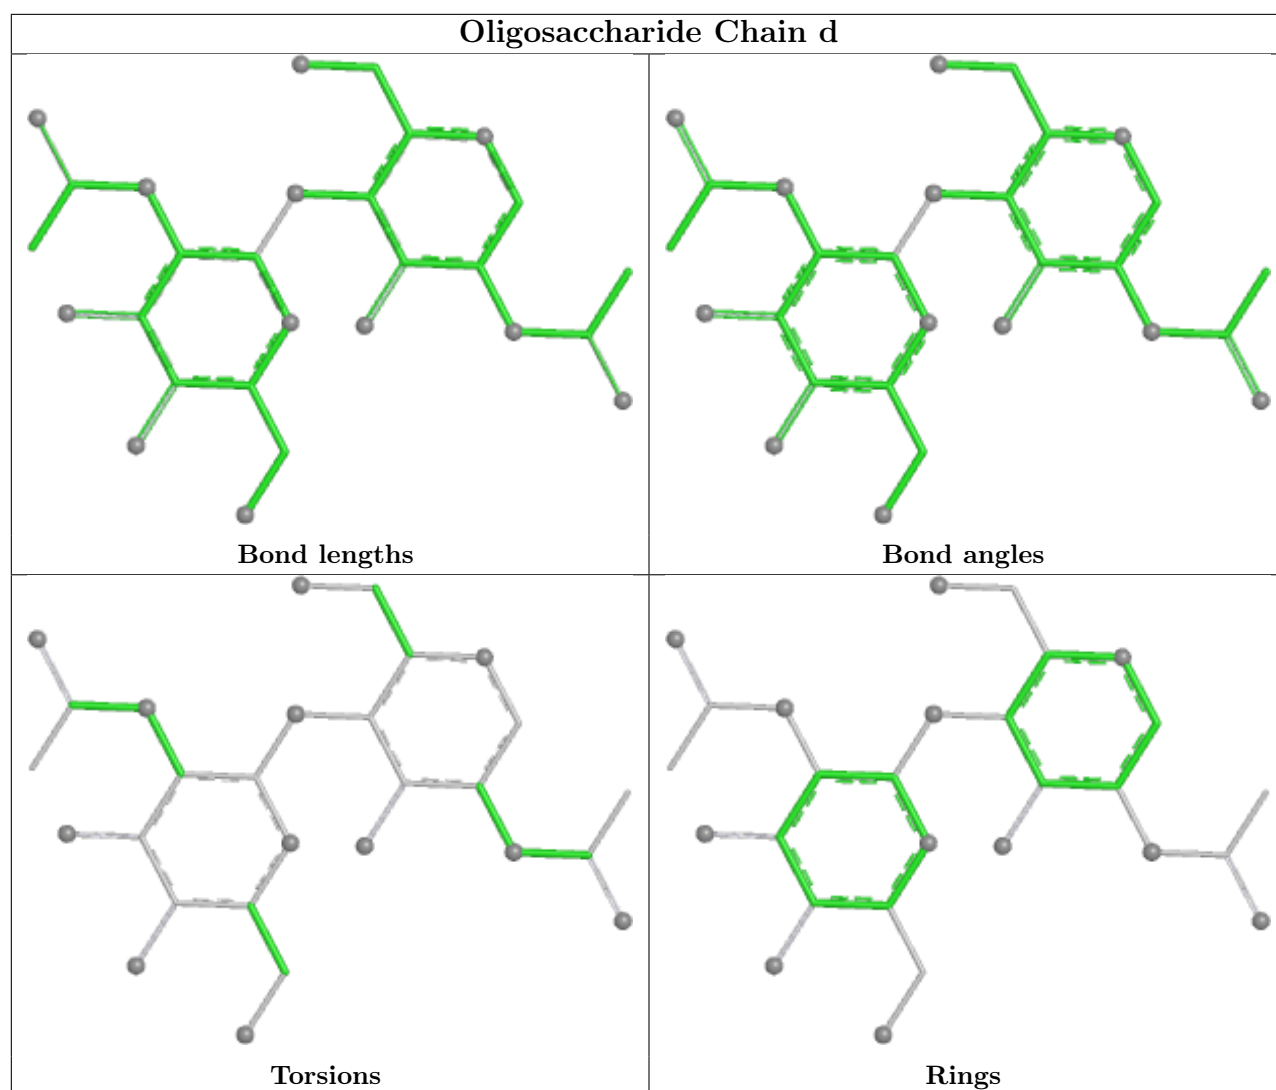 Oligosaccharide Chain d
Bond lengths
Bond angles
Torsions
Rings